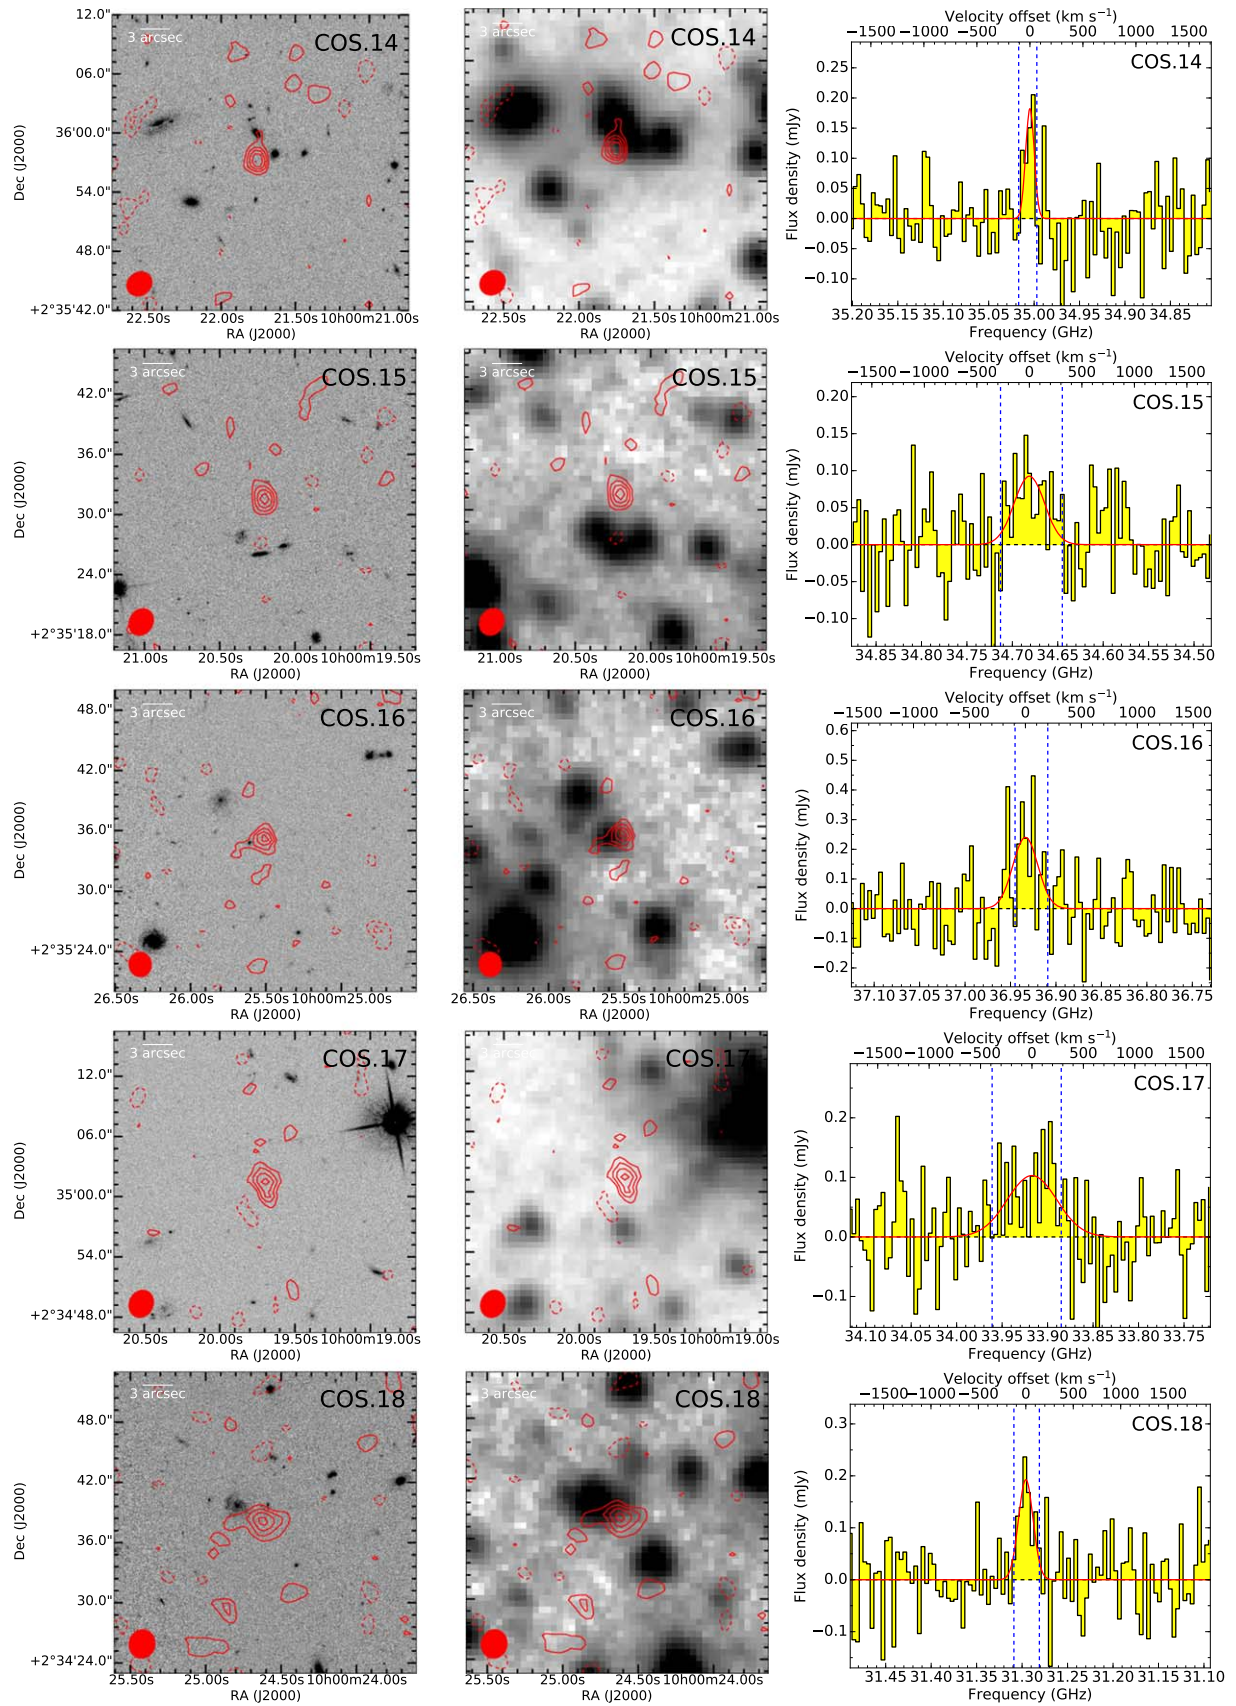 12.0"
06.0"
36'00.0"
54.0"
48.0"
+2°35'42.0"
Dec (J2000)
3 arcsec
COS.14
22.50s 22.00s 21.50s 10h00m21.00s
RA (J2000)
3 arcsec
COS.14
22.50s 22.00s 21.50s 10h00m21.00s
RA (J2000)
Velocity offset (km s⁻¹)
−1500 −1000 −500 0 500 1000 1500
COS.14
0.25
0.20
0.15
0.10
0.05
0.00
−0.05
−0.10
Flux density (mJy)
35.20 35.15 35.10 35.05 35.00 34.95 34.90 34.85
Frequency (GHz)
42.0"
36.0"
30.0"
24.0"
+2°35'18.0"
Dec (J2000)
3 arcsec
COS.15
21.00s 20.50s 20.00s 10h00m19.50s
RA (J2000)
3 arcsec
COS.15
21.00s 20.50s 20.00s 10h00m19.50s
RA (J2000)
Velocity offset (km s⁻¹)
−1500 −1000 −500 0 500 1000 1500
COS.15
0.20
0.15
0.10
0.05
0.00
−0.05
−0.10
Flux density (mJy)
34.85 34.80 34.75 34.70 34.65 34.60 34.55 34.50
Frequency (GHz)
48.0"
42.0"
36.0"
30.0"
+2°35'24.0"
Dec (J2000)
3 arcsec
COS.16
26.50s 26.00s 25.50s 10h00m25.00s
RA (J2000)
3 arcsec
COS.16
26.50s 26.00s 25.50s 10h00m25.00s
RA (J2000)
Velocity offset (km s⁻¹)
−1500 −1000 −500 0 500 1000 1500
COS.16
0.6
0.5
0.4
0.3
0.2
0.1
0.0
−0.1
−0.2
Flux density (mJy)
37.10 37.05 37.00 36.95 36.90 36.85 36.80 36.75
Frequency (GHz)
12.0"
06.0"
35'00.0"
54.0"
+2°34'48.0"
Dec (J2000)
3 arcsec
COS.17
20.50s 20.00s 19.50s 10h00m19.00s
RA (J2000)
3 arcsec
COS.17
20.50s 20.00s 19.50s 10h00m19.00s
RA (J2000)
Velocity offset (km s⁻¹)
−1500 −1000 −500 0 500 1000 1500
COS.17
0.2
0.1
0.0
−0.1
Flux density (mJy)
34.10 34.05 34.00 33.95 33.90 33.85 33.80 33.75
Frequency (GHz)
48.0"
42.0"
36.0"
30.0"
+2°34'24.0"
Dec (J2000)
3 arcsec
COS.18
25.50s 25.00s 24.50s 10h00m24.00s
RA (J2000)
3 arcsec
COS.18
25.50s 25.00s 24.50s 10h00m24.00s
RA (J2000)
Velocity offset (km s⁻¹)
−1500 −1000 −500 0 500 1000 1500
COS.18
0.3
0.2
0.1
0.0
−0.1
Flux density (mJy)
31.45 31.40 31.35 31.30 31.25 31.20 31.15 31.10
Frequency (GHz)